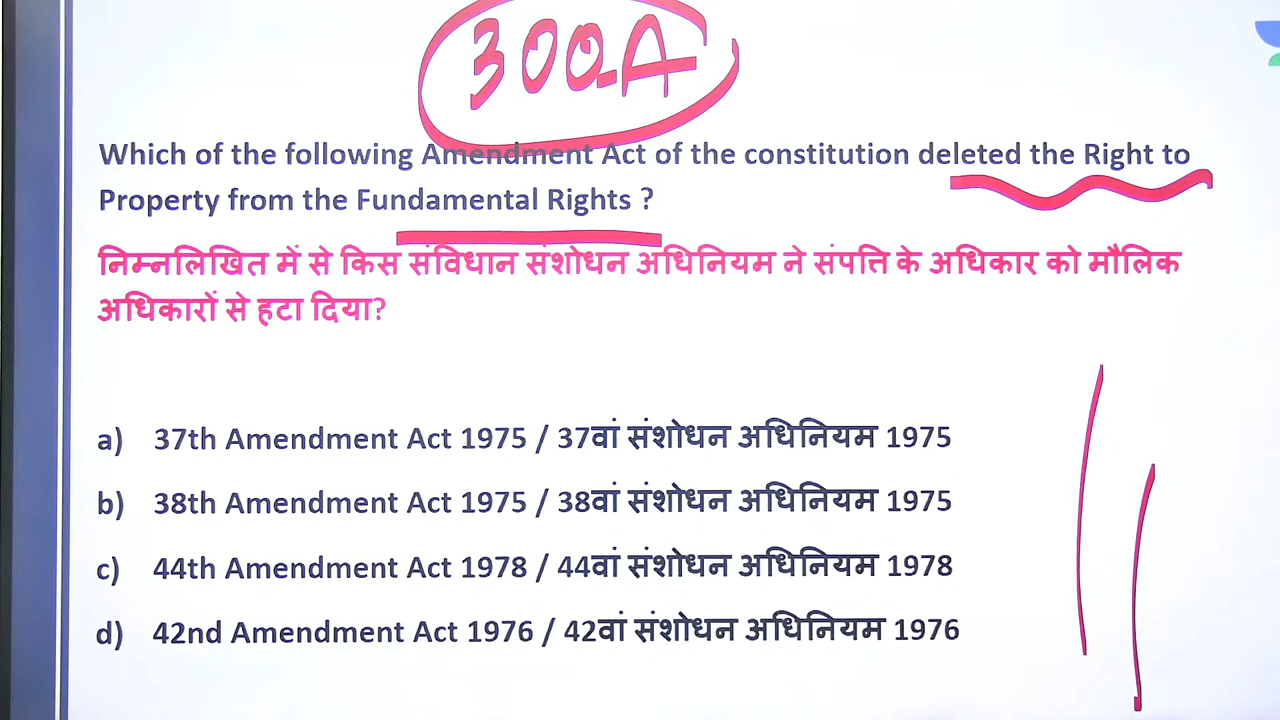 300A
Which of the following Amendment Act of the constitution deleted the Right to
Property from the Fundamental Rights ?
निम्नलिखित में से किस संविधान संशोधन अधिनियम ने संपत्ति के अधिकार को मौलिक
अधिकारों से हटा दिया?
a) 37th Amendment Act 1975 / 37वां संशोधन अधिनियम 1975
b) 38th Amendment Act 1975 / 38वां संशोधन अधिनियम 1975
c) 44th Amendment Act 1978 / 44वां संशोधन अधिनियम 1978
d) 42nd Amendment Act 1976 / 42वां संशोधन अधिनियम 1976